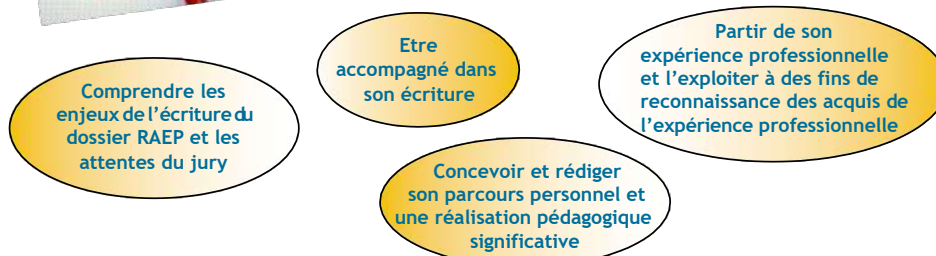 Comprendre les
enjeux de l'écriture du
dossier RAEP et les
attentes du jury
Etre
accompagné dans
son écriture
Partir de son
expérience professionnelle
et l'exploiter à des fins de
reconnaissance des acquis de
l'expérience professionnelle
Concevoir et rédiger
son parcours personnel et
une réalisation pédagogique
significative